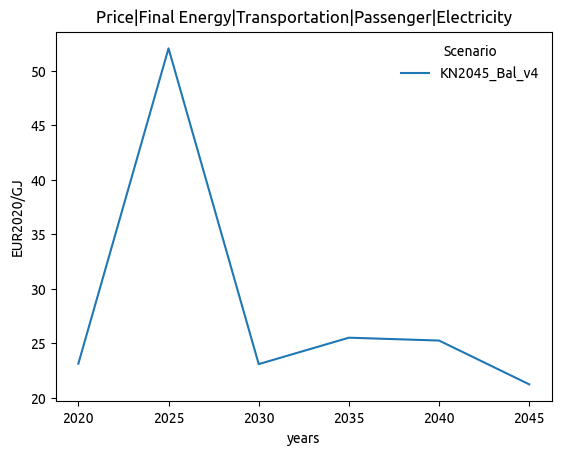 Price|Final Energy|Transportation|Passenger|Electricity
Scenario
KN2045_Bal_v4
EUR2020/GJ
50
45
40
35
30
25
20
2020 2025 2030 2035 2040 2045
years